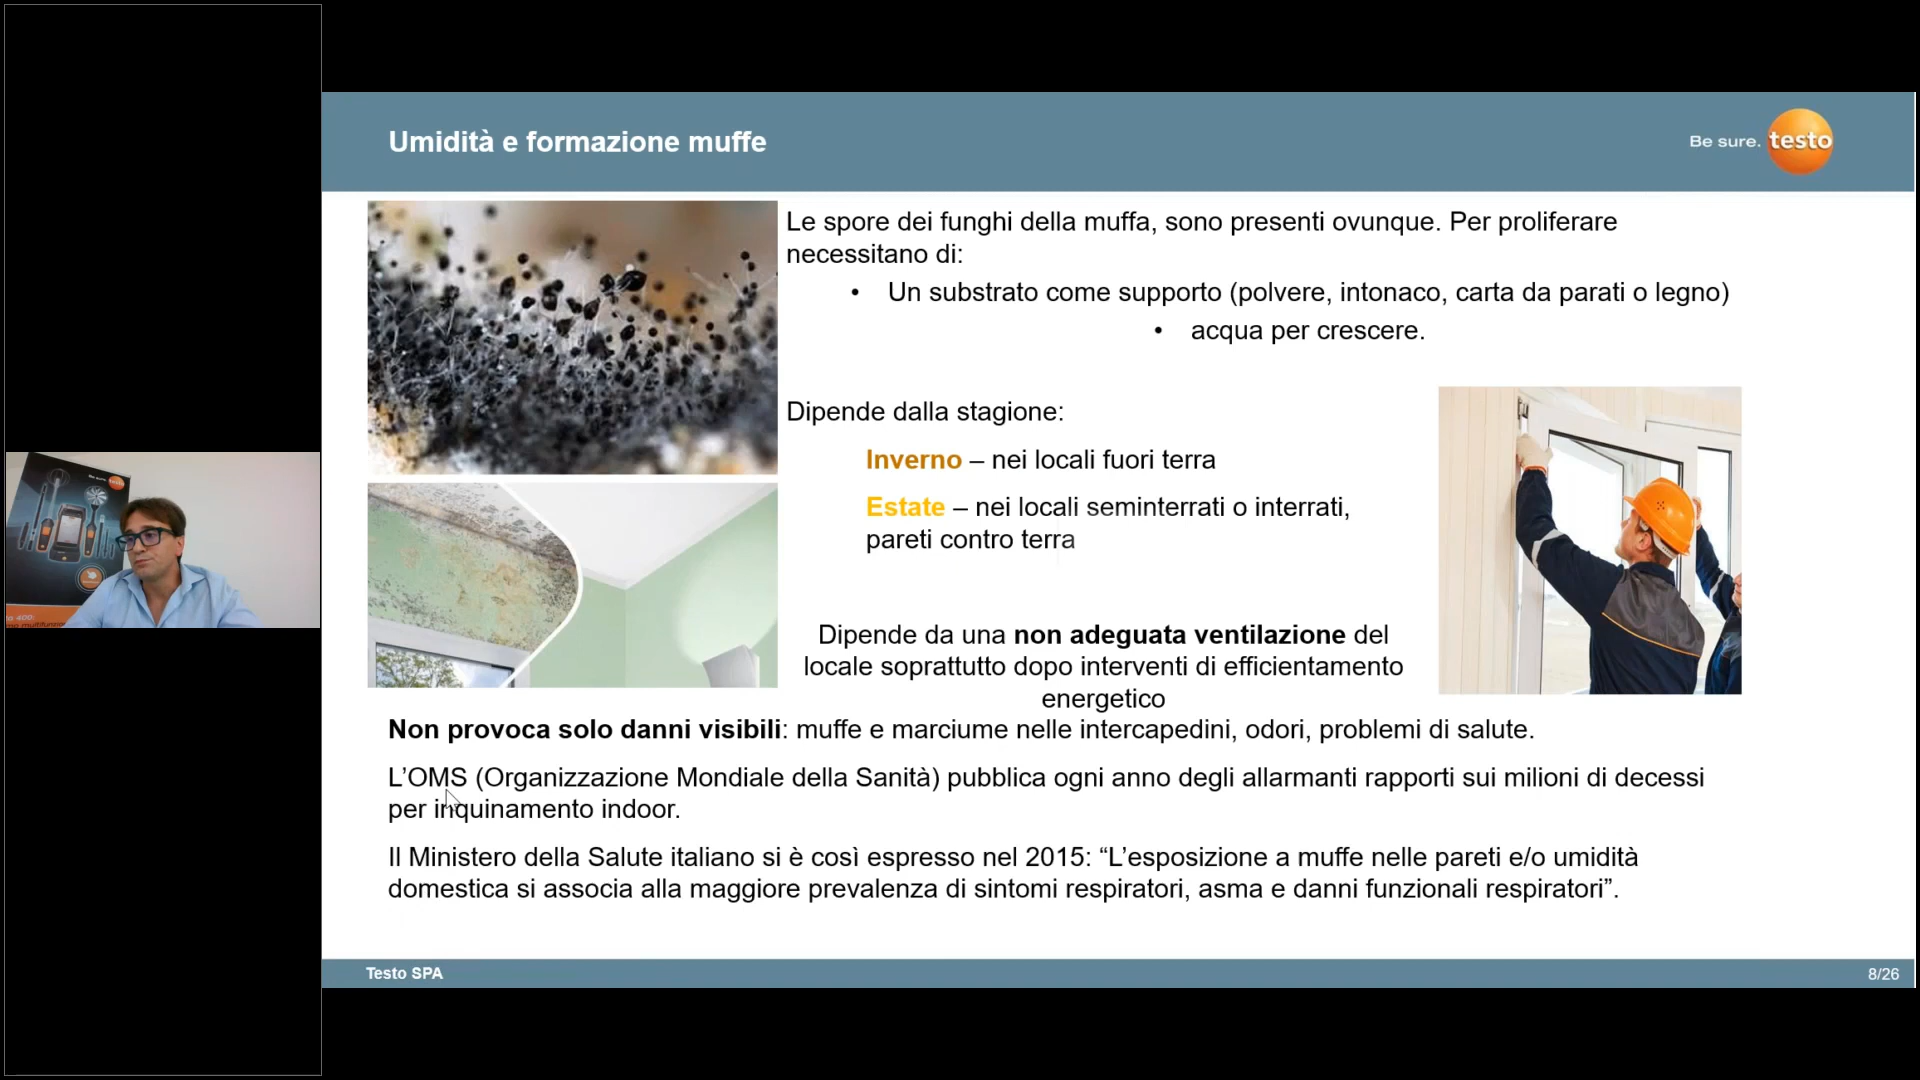 Umidità e formazione muffe
Be sure. testo
Le spore dei funghi della muffa, sono presenti ovunque. Per proliferare
necessitano di:
• Un substrato come supporto (polvere, intonaco, carta da parati o legno)
• acqua per crescere.
Dipende dalla stagione:
Inverno – nei locali fuori terra
Estate – nei locali seminterrati o interrati,
pareti contro terra
Dipende da una non adeguata ventilazione del
locale soprattutto dopo interventi di efficientamento
energetico
Non provoca solo danni visibili: muffe e marciume nelle intercapedini, odori, problemi di salute.
L’OMS (Organizzazione Mondiale della Sanità) pubblica ogni anno degli allarmanti rapporti sui milioni di decessi
per inquinamento indoor.
Il Ministero della Salute italiano si è così espresso nel 2015: “L’esposizione a muffe nelle pareti e/o umidità
domestica si associa alla maggiore prevalenza di sintomi respiratori, asma e danni funzionali respiratori”.
Testo SPA
8/26
Be sure. testo
400: